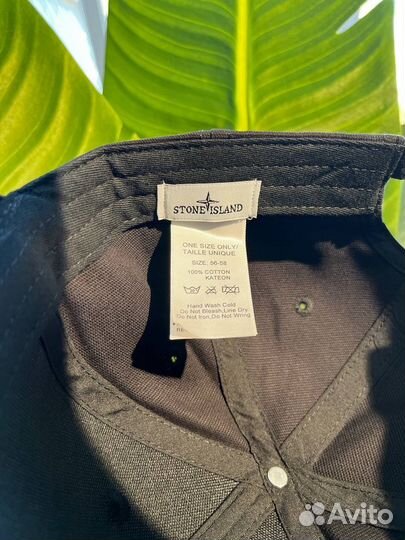 STONE ISLAND
ONE SIZE ONLY/
TAILLE UNIQUE
SIZE: 56-58
100% COTTON
KATEON
Hand Wash Cold
Do Not Bleash,Line Dry.
Do Not Iron,Do Not Wring
Avito